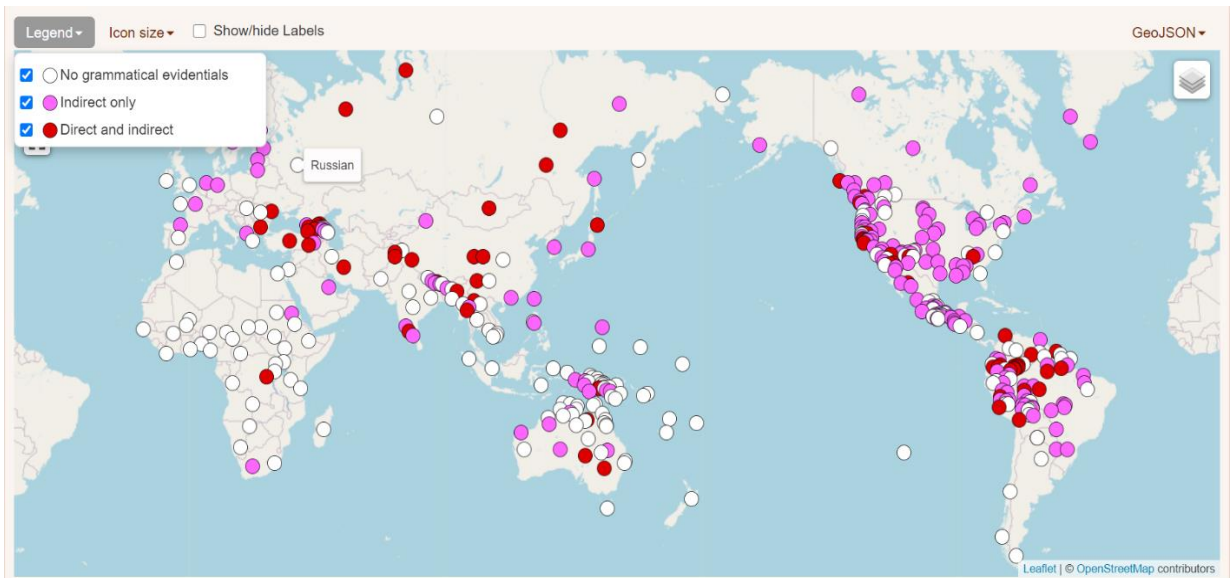 Legend Icon size Show/hide Labels GeoJSON
No grammatical evidentials
Indirect only
Direct and indirect
Russian
Leaflet | © OpenStreetMap contributors